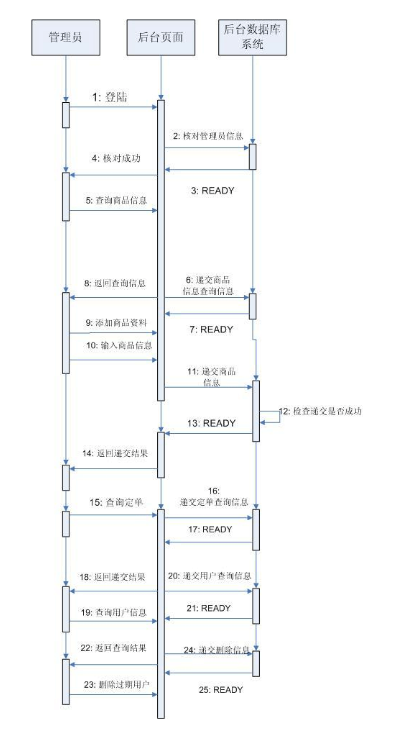 管理员
后台页面
后台数据库
系统
1: 登陆
2: 核对管理员信息
4: 核对成功
3: READY
5: 查询商品信息
8: 返回查询信息
6: 递交商品
信息查询信息
9: 添加商品资料
7: READY
10: 输入商品信息
11: 递交商品
信息
12: 检查递交是否成功
13: READY
14: 返回递交结果
15: 查询定单
16:
递交定单查询信息
17: READY
18: 返回递交结果
20: 递交用户查询信息
19: 查询用户信息
21: READY
22: 返回查询结果
24: 递交删除信息
23: 删除过期用户
25: READY